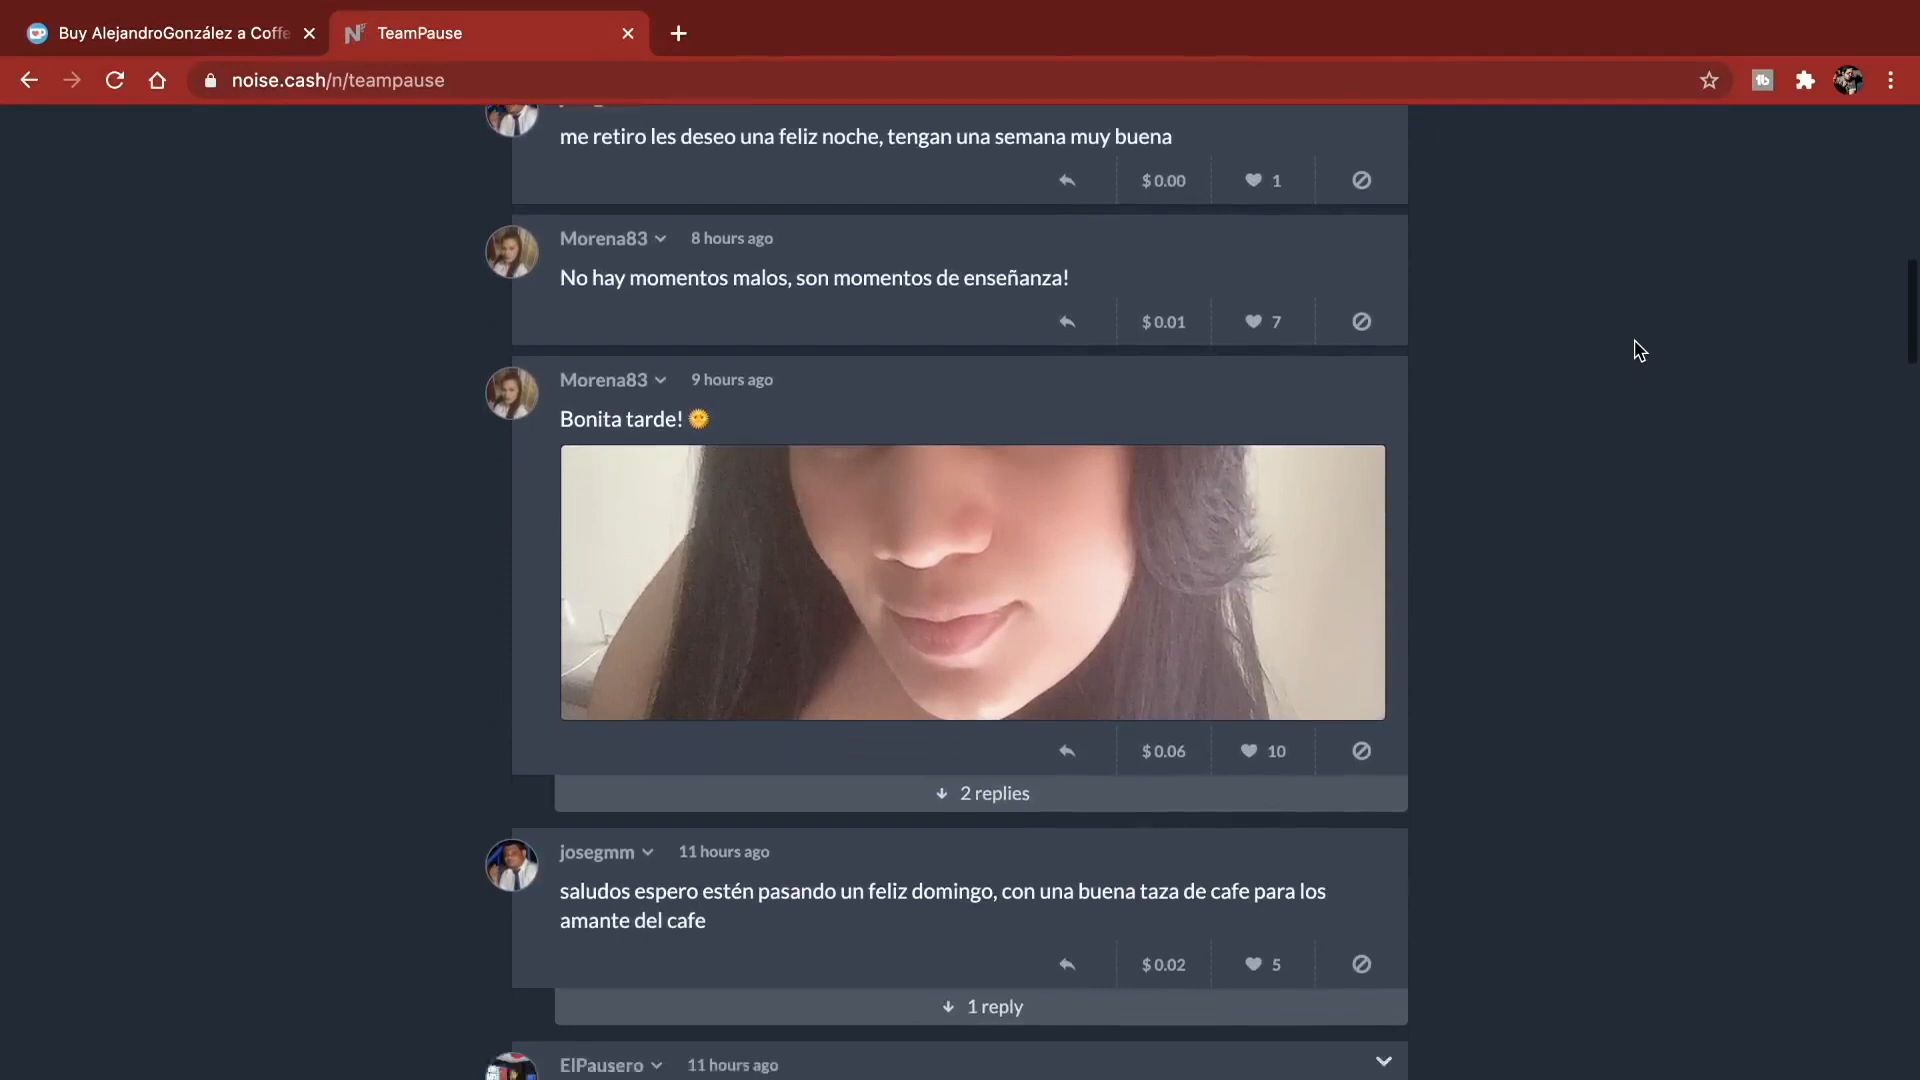 Buy AlejandroGonzález a Coffe
TeamPause
noise.cash/n/teampause
me retiro les deseo una feliz noche, tengan una semana muy buena
$ 0.00 1
Morena83 8 hours ago
No hay momentos malos, son momentos de enseñanza!
$ 0.01 7
Morena83 9 hours ago
Bonita tarde! 🌞
$ 0.06 10
2 replies
josegmm 11 hours ago
saludos espero estén pasando un feliz domingo, con una buena taza de cafe para los
amante del cafe
$ 0.02 5
1 reply
ElPausero 11 hours ago